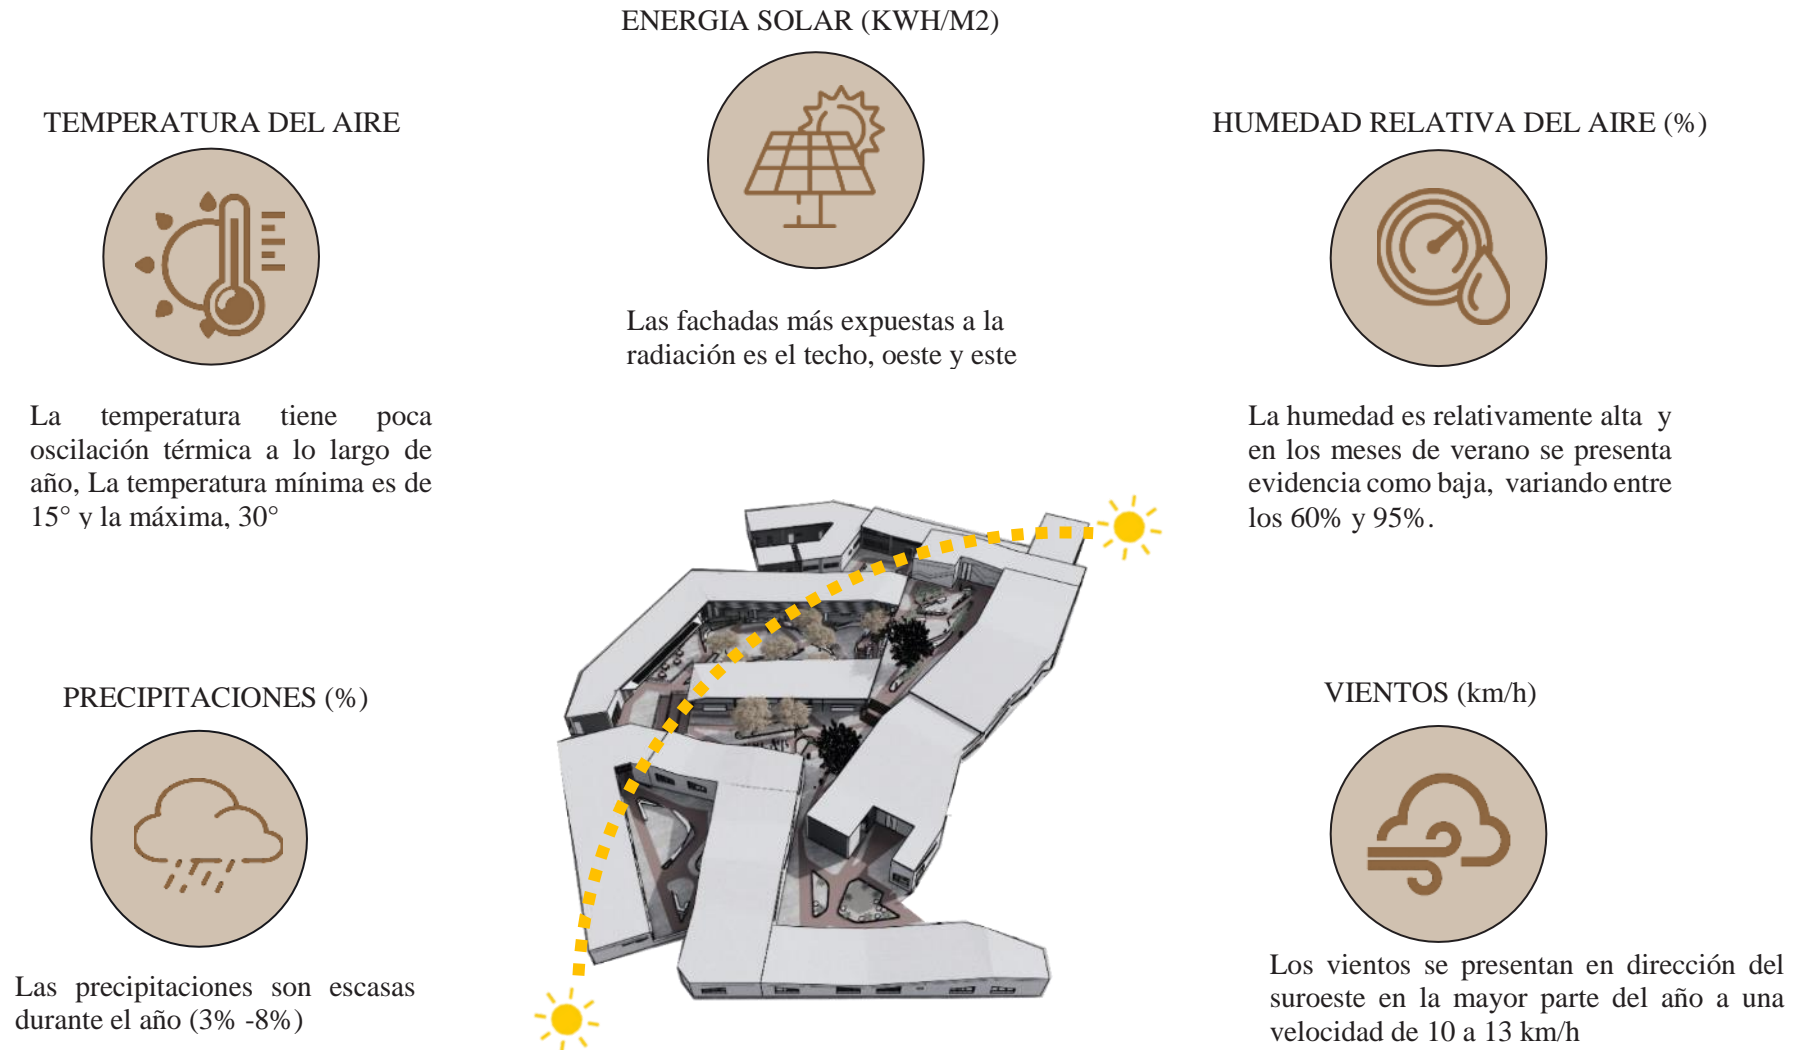 ENERGIA SOLAR (KWH/M2)
Las fachadas más expuestas a la
radiación es el techo, oeste y este
TEMPERATURA DEL AIRE
La temperatura tiene poca
oscilación térmica a lo largo de
año, La temperatura mínima es de
15° y la máxima, 30°
HUMEDAD RELATIVA DEL AIRE (%)
La humedad es relativamente alta y
en los meses de verano se presenta
evidencia como baja, variando entre
los 60% y 95%.
PRECIPITACIONES (%)
Las precipitaciones son escasas
durante el año (3% -8%)
VIENTOS (km/h)
Los vientos se presentan en dirección del
suroeste en la mayor parte del año a una
velocidad de 10 a 13 km/h